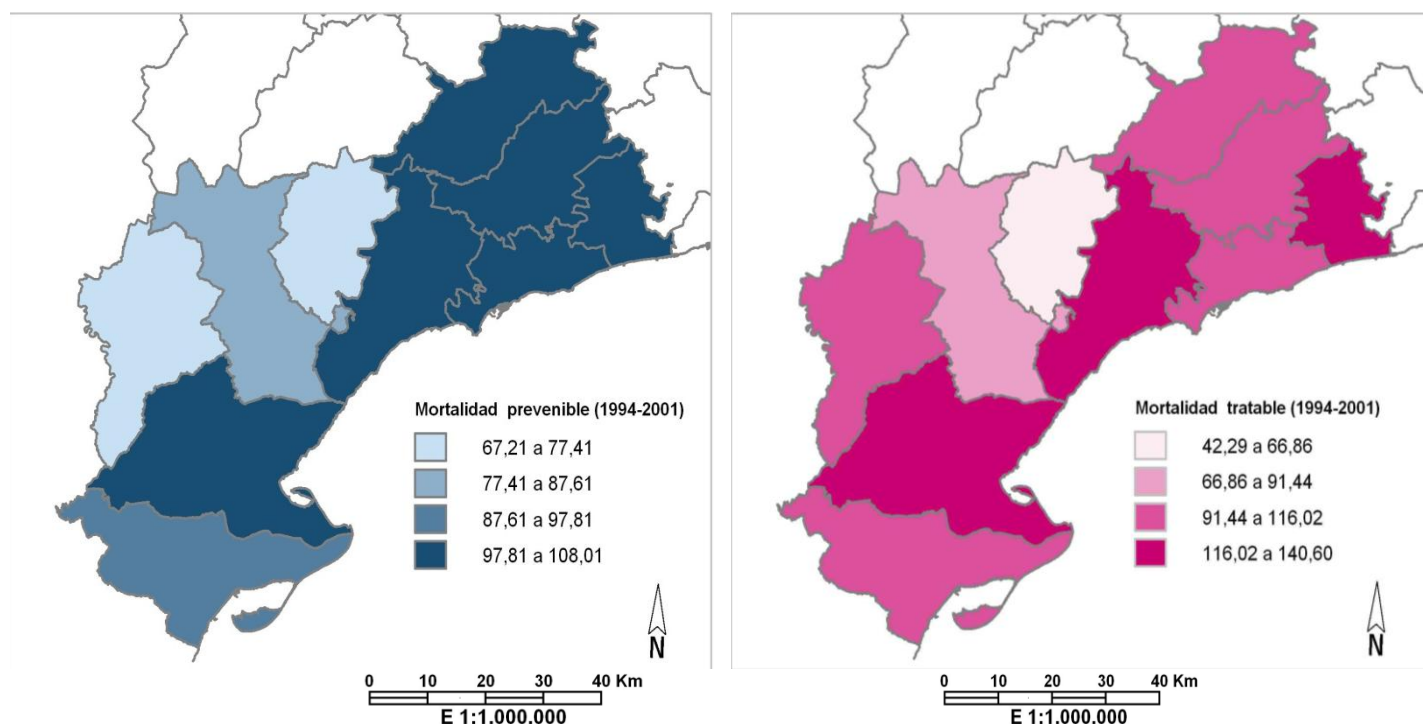 Mortalidad prevenible (1994-2001)
67,21 a 77,41
77,41 a 87,61
87,61 a 97,81
97,81 a 108,01
N
0 10 20 30 40 Km
E 1:1.000.000
Mortalidad tratable (1994-2001)
42,29 a 66,86
66,86 a 91,44
91,44 a 116,02
116,02 a 140,60
N
0 10 20 30 40 Km
E 1:1.000.000